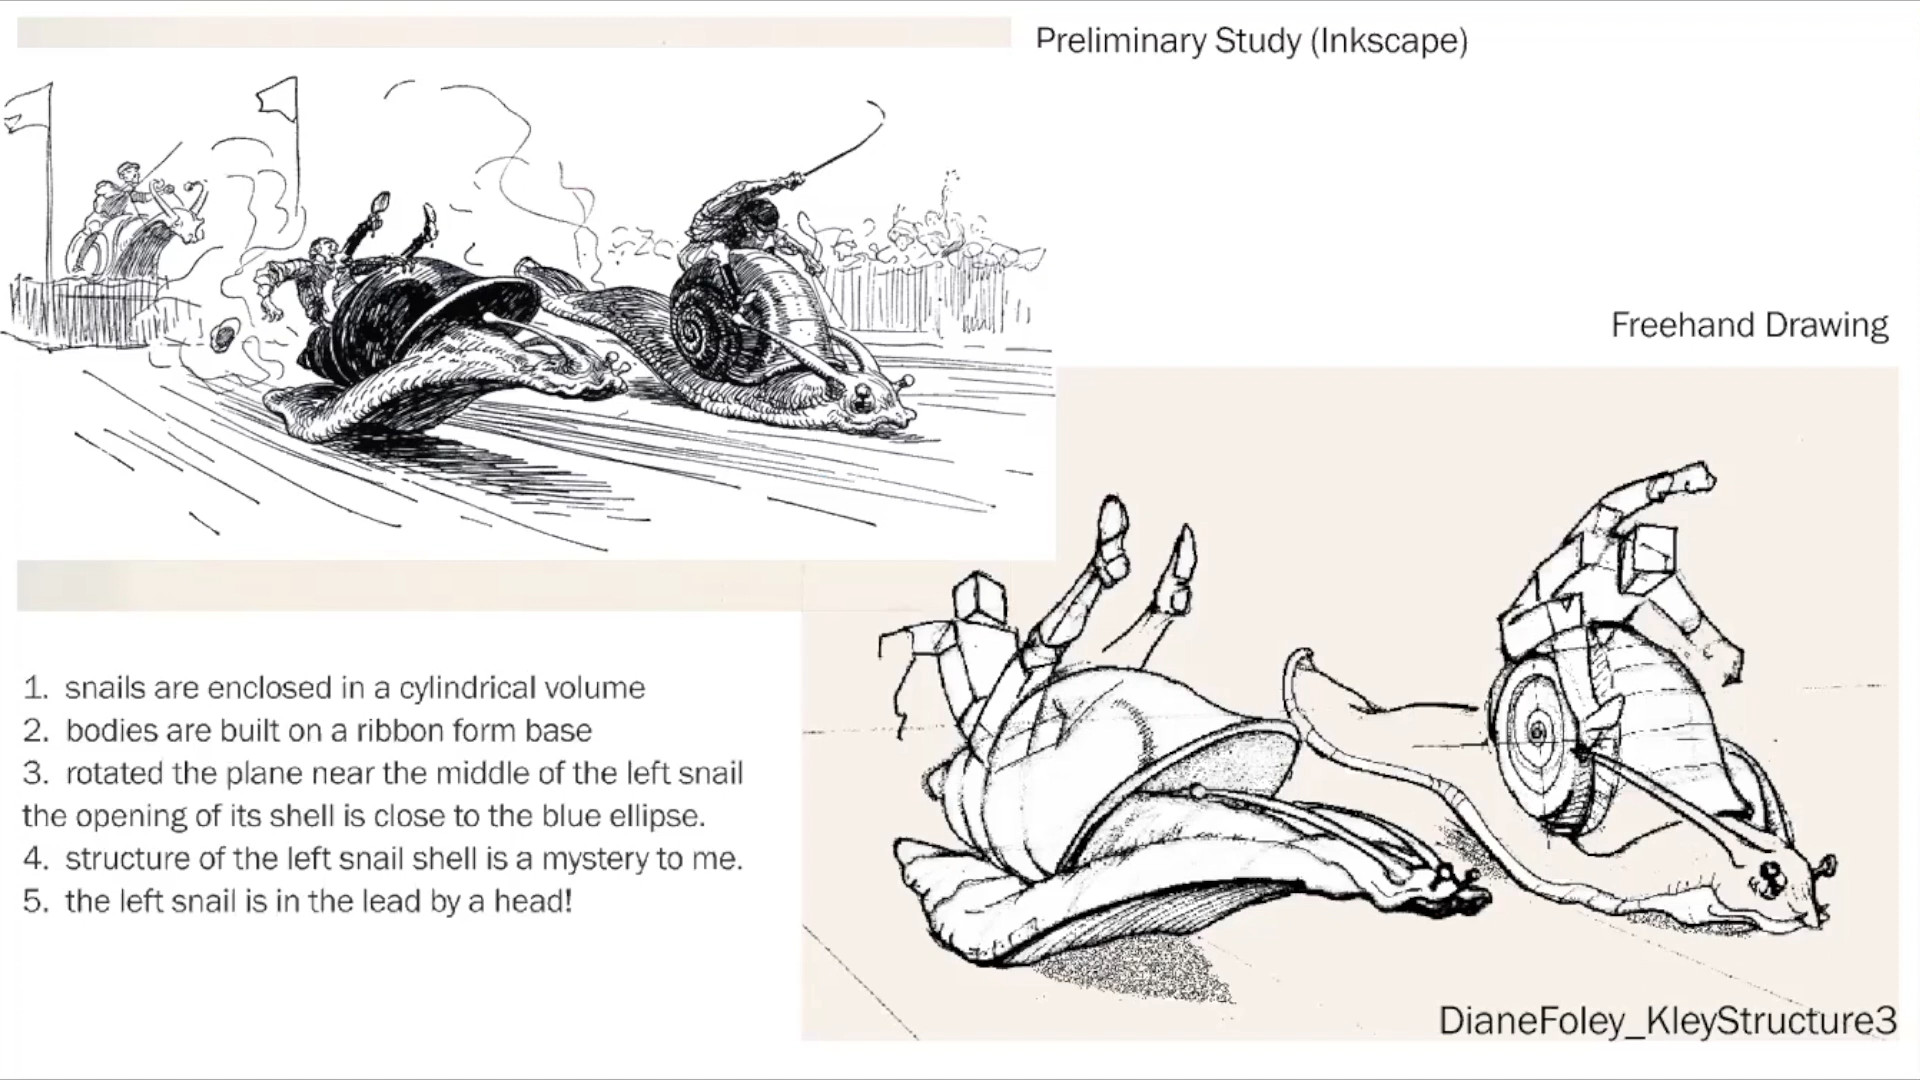 Preliminary Study (Inkscape)
Freehand Drawing
1. snails are enclosed in a cylindrical volume
2. bodies are built on a ribbon form base
3. rotated the plane near the middle of the left snail
the opening of its shell is close to the blue ellipse.
4. structure of the left snail shell is a mystery to me.
5. the left snail is in the lead by a head!
DianeFoley_KleyStructure3